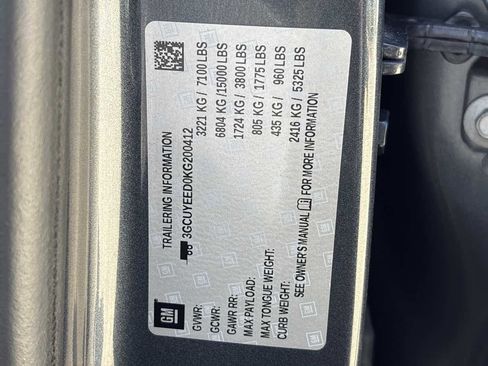 GM
TRAILERING INFORMATION
3GCUYEED0KG200412
GVWR: 3221 KG / 7100 LBS
GCWR: 6804 KG /15000 LBS
GAWR RR: 1724 KG / 3800 LBS
MAX PAYLOAD: 805 KG / 1775 LBS
MAX TONGUE WEIGHT: 435 KG / 960 LBS
CURB WEIGHT: 2416 KG / 5325 LBS
SEE OWNER'S MANUAL FOR MORE INFORMATION